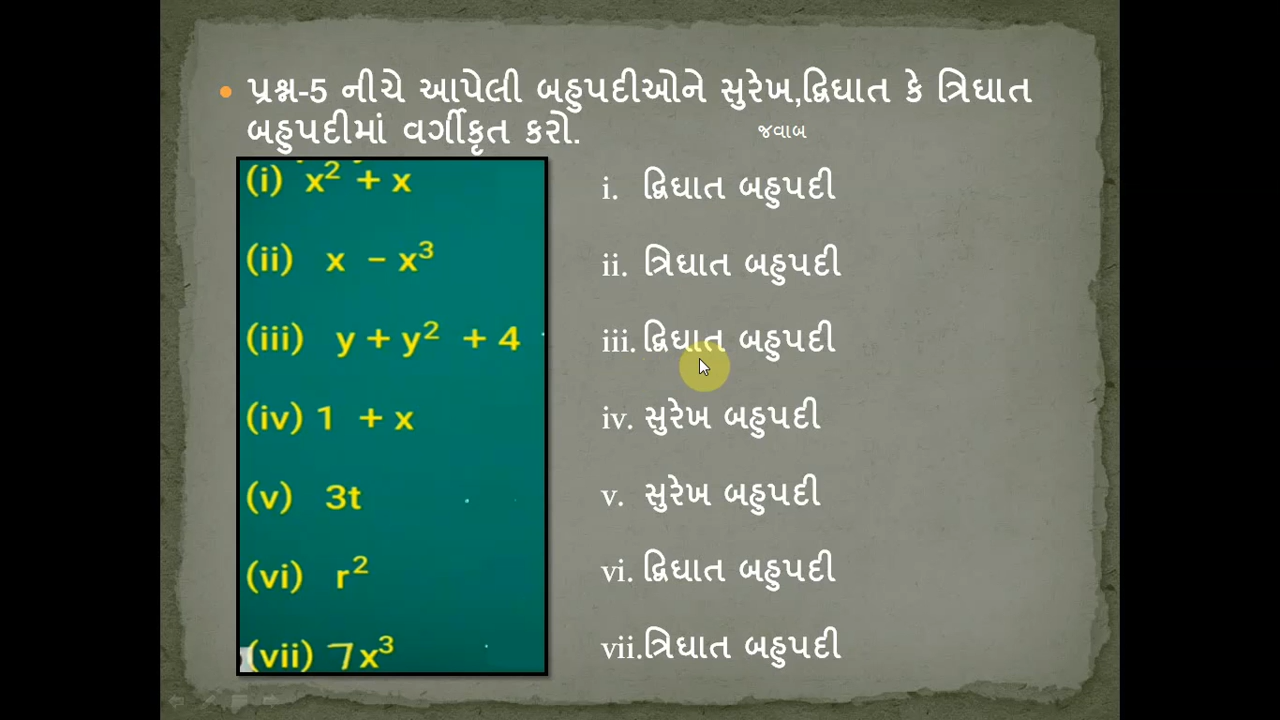 પ્રશ્ન-5 નીચે આપેલી બહુપદીઓને સુરેખ,દ્વિઘાત કે ત્રિઘાત
બહુપદીમાં વર્ગીકૃત કરો.
જવાબ
(i) x² + x
i. દ્વિઘાત બહુપદી
(ii) x – x³
ii. ત્રિઘાત બહુપદી
(iii) y + y² + 4
iii. દ્વિઘાત બહુપદી
(iv) 1 + x
iv. સુરેખ બહુપદી
(v) 3t
v. સુરેખ બહુપદી
(vi) r²
vi. દ્વિઘાત બહુપદી
(vii) 7x³
vii. ત્રિઘાત બહુપદી